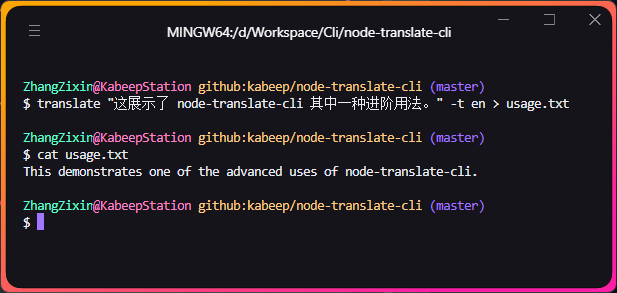 MINGW64:/d/Workspace/Cli/node-translate-cli
ZhangZixin@KabeepStation github:kabeep/node-translate-cli (master)
$ translate "这展示了 node-translate-cli 其中一种进阶用法。" -t en > usage.txt
ZhangZixin@KabeepStation github:kabeep/node-translate-cli (master)
$ cat usage.txt
This demonstrates one of the advanced uses of node-translate-cli.
ZhangZixin@KabeepStation github:kabeep/node-translate-cli (master)
$